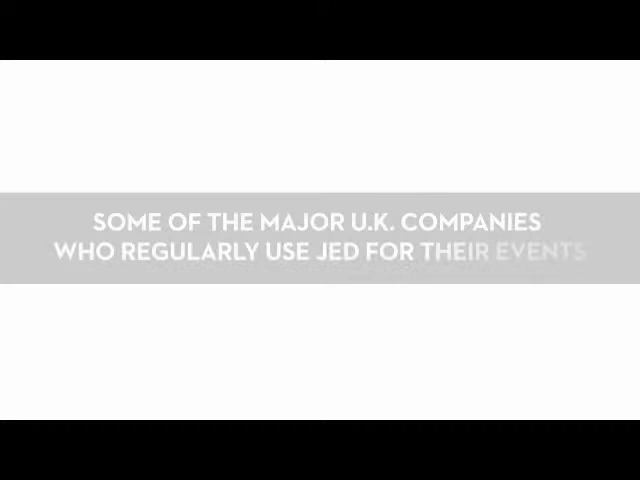 SOME OF THE MAJOR U.K. COMPANIES
WHO REGULARLY USE JED FOR THEIR EVENTS